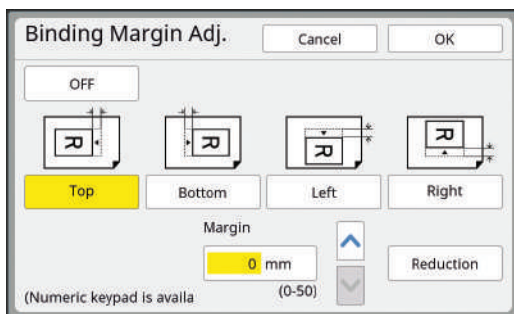 Binding Margin Adj.
Cancel
OK
OFF
R
R
R
R
Top
Bottom
Left
Right
Margin
0 mm
Reduction
(Numeric keypad is availa
(0-50)